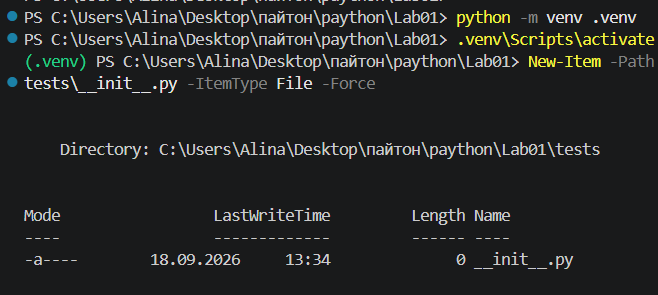 PS C:\Users\Alina\Desktop\пайтон\paython\Lab01> python -m venv .venv
PS C:\Users\Alina\Desktop\пайтон\paython\Lab01> .venv\Scripts\activate
(.venv) PS C:\Users\Alina\Desktop\пайтон\paython\Lab01> New-Item -Path
tests\__init__.py -ItemType File -Force
Directory: C:\Users\Alina\Desktop\пайтон\paython\Lab01\tests
Mode LastWriteTime Length Name
---- ------------- ------ ----
-a---- 18.09.2026 13:34 0 __init__.py